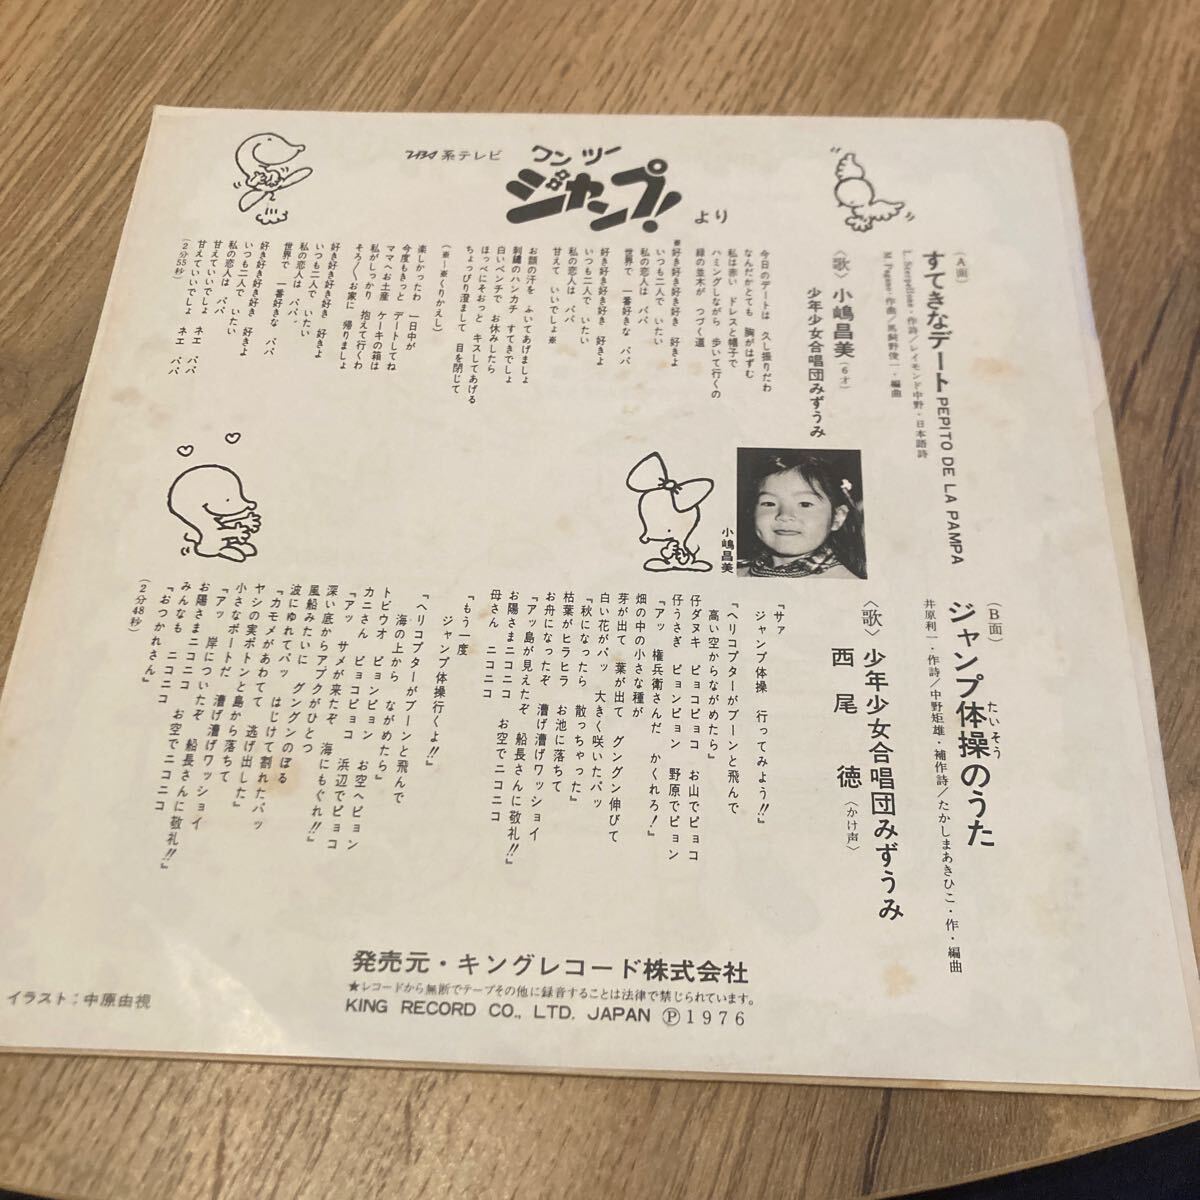 TBS系テレビ
ワン ツー
ジャンプ!
より
(A面)
すてきなデート PEPITO DE LA PAMPA
L. Sterpellone・作詩/レイモンド中野・日本語詩
M. Pagano・作曲/馬飼野俊一・編曲
〈歌〉小嶋昌美(6才)
少年少女合唱団みずうみ
今日のデートは 久し振りだわ
なんだかとても 胸がはずむ
私は赤い ドレスと帽子で
ハミングしながら 歩いて行くの
緑の並木が つづく道
※好き好き好き好き 好きよ
いつも二人で いたい
私の恋人は パパ
世界で 一番好きな パパ
好き好き好き好き 好きよ
いつも二人で いたい
私の恋人は パパ
甘えて いいでしょ※
お顔の汗を ふいてあげましょ
刺繍のハンカチ すてきでしょ
白いベンチで お休みしたら
ほっぺにそおっと キスしてあげる
ちょっぴり澄まして 目を閉じて
(※―※くりかえし)
楽しかったわ 一日中が
今度もきっと デートしてね
ママへお土産 ケーキの箱は
私がしっかり 抱えて行くわ
そろ〳〵お家に 帰りましょ
好き好き好き好き 好きよ
いつも二人で いたい
私の恋人は パパ
世界で 一番好きな パパ
好き好き好き好き 好きよ
いつも二人で いたい
私の恋人は パパ
甘えていいでしょ ネエ パパ
甘えていいでしょ ネエ パパ
(2分55秒)
小嶋昌美
(B面)
ジャンプ体操のうた
たいそう
井原利一・作詩/中野矩雄・補作詩/たかしまあきひこ・作・編曲
〈歌〉少年少女合唱団みずうみ
西尾 徳〈かけ声〉
『サァ
ジャンプ体操 行ってみよう!!』
『ヘリコプターがブーンと飛んで
高い空からながめたら』
仔ダヌキ ピョコピョコ お山でピョコ
仔うさぎ ピョンピョン 野原でピョン
『アッ 権兵衛さんだ かくれろ!』
畑の中の小さな種が
芽が出て 葉が出て グングン伸びて
白い花がパッ 大きく咲いたパッ
『秋になったら 散っちゃった』
枯葉がヒラヒラ お池に落ちて
お舟になったぞ 漕げ漕げワッショイ
『アッ島が見えたぞ 船長さんに敬礼!!』
お陽さまニコニコ お空でニコニコ
母さん ニコニコ
『もう一度
ジャンプ体操行くよ!!』
『ヘリコプターがブーンと飛んで
海の上から ながめたら』
トビウオ ピョンピョン お空へピョン
カニさん ピョコピョコ 浜辺でピョコ
『アッ サメが来たぞ 海にもぐれ!!』
深い底からアブクがひとつ
風船みたいに グングンのぼる
波にゆれてパッ はじけて割れたパッ
『カモメがあわてて 逃げ出した』
ヤシの実ポトンと島から落ちて
小さなボートだ 漕げ漕げワッショイ
『アッ 岸についたぞ 船長さんに敬礼!!』
お陽さまニコニコ お空でニコニコ
みんなも ニコニコ
『おつかれさん』
(2分48秒)
発売元・キングレコード株式会社
★レコードから無断でテープその他に録音することは法律で禁じられています。
KING RECORD CO., LTD. JAPAN Ⓟ1976
イラスト:中原由視